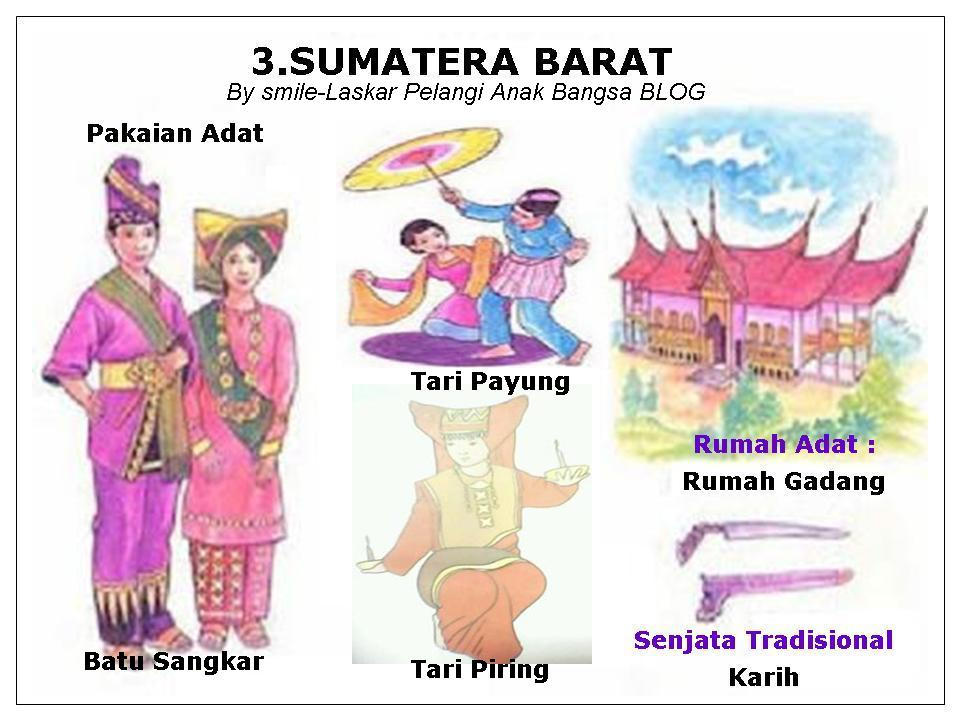 3.SUMATERA BARAT
By smile-Laskar Pelangi Anak Bangsa BLOG
Pakaian Adat
Batu Sangkar
Tari Payung
Tari Piring
Rumah Adat :
Rumah Gadang
Senjata Tradisional
Karih